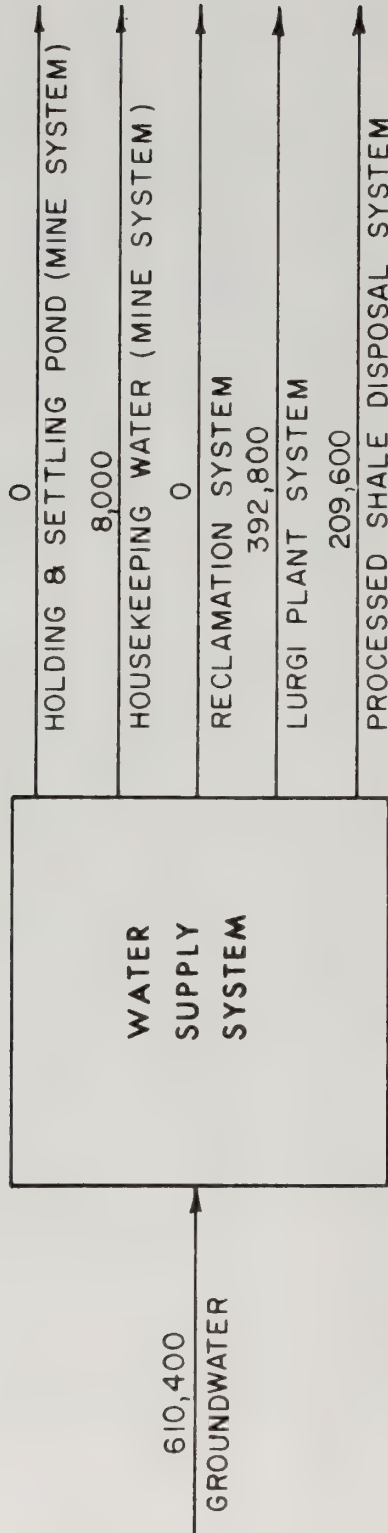 610,400
GROUNDWATER
WATER
SUPPLY
SYSTEM
0
HOLDING & SETTLING POND (MINE SYSTEM)
8,000
HOUSEKEEPING WATER (MINE SYSTEM)
0
RECLAMATION SYSTEM
392,800
LURGI PLANT SYSTEM
209,600
PROCESSED SHALE DISPOSAL SYSTEM